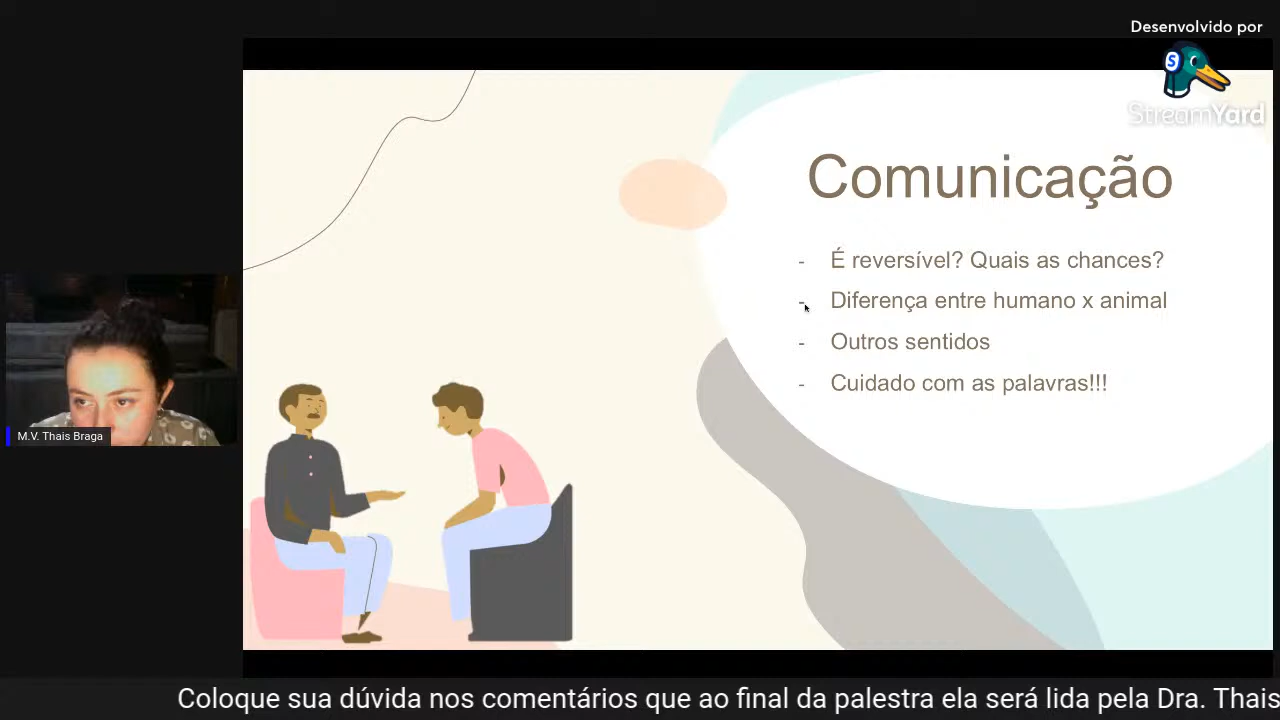 Desenvolvido por
S
StreamYard
Comunicação
- É reversível? Quais as chances?
- Diferença entre humano x animal
- Outros sentidos
- Cuidado com as palavras!!!
M.V. Thais Braga
Coloque sua dúvida nos comentários que ao final da palestra ela será lida pela Dra. Thais